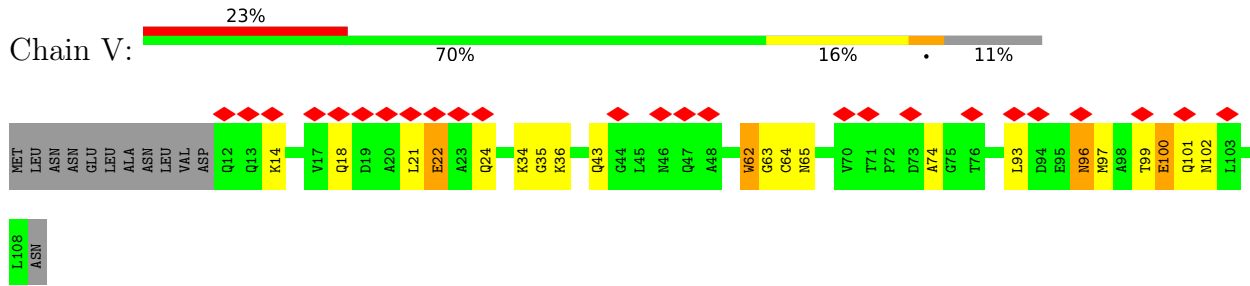 23%
Chain V:
70% 16% • 11%
MET LEU ASN ASN GLU LEU ALA ASN LEU VAL ASP Q12 Q13 K14 V17 Q18 D19 A20 L21 E22 A23 Q24 K34 G35 K36 Q43 G44 L45 N46 Q47 A48 W62 G63 C64 N65 V70 T71 P72 D73 A74 G75 T76 L93 D94 E95 N96 M97 A98 T99 E100 Q101 N102 L103
L108 ASN